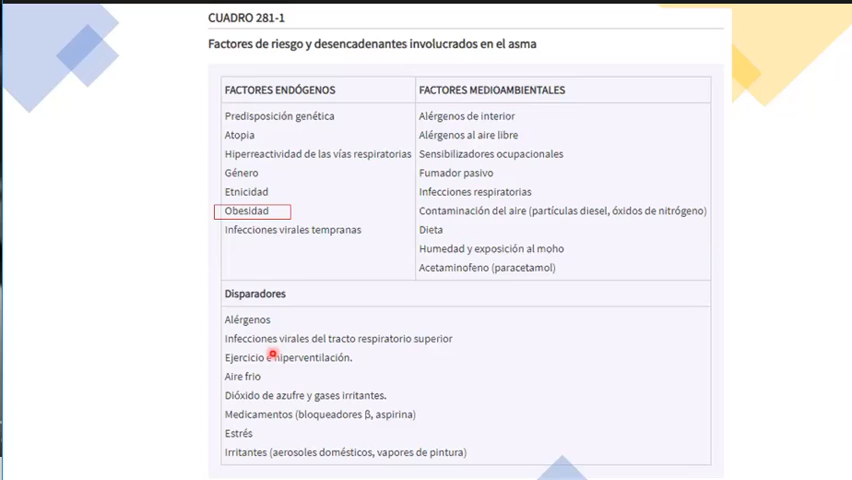 CUADRO 281-1
Factores de riesgo y desencadenantes involucrados en el asma
FACTORES ENDÓGENOS
Predisposición genética
Atopia
Hiperreactividad de las vías respiratorias
Género
Etnicidad
Obesidad
Infecciones virales tempranas
FACTORES MEDIOAMBIENTALES
Alérgenos de interior
Alérgenos al aire libre
Sensibilizadores ocupacionales
Fumador pasivo
Infecciones respiratorias
Contaminación del aire (partículas diesel, óxidos de nitrógeno)
Dieta
Humedad y exposición al moho
Acetaminofeno (paracetamol)
Disparadores
Alérgenos
Infecciones virales del tracto respiratorio superior
Ejercicio e hiperventilación.
Aire frio
Dióxido de azufre y gases irritantes.
Medicamentos (bloqueadores β, aspirina)
Estrés
Irritantes (aerosoles domésticos, vapores de pintura)